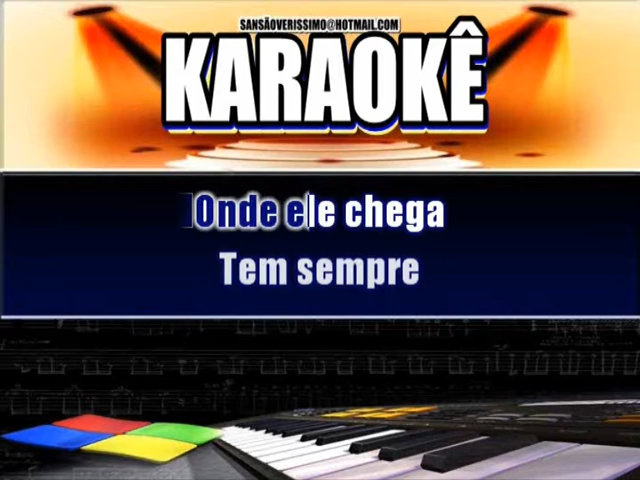 SANSÃOVERISSIMO@HOTMAIL.COM
KARAOKÊ
Onde ele chega
Tem sempre